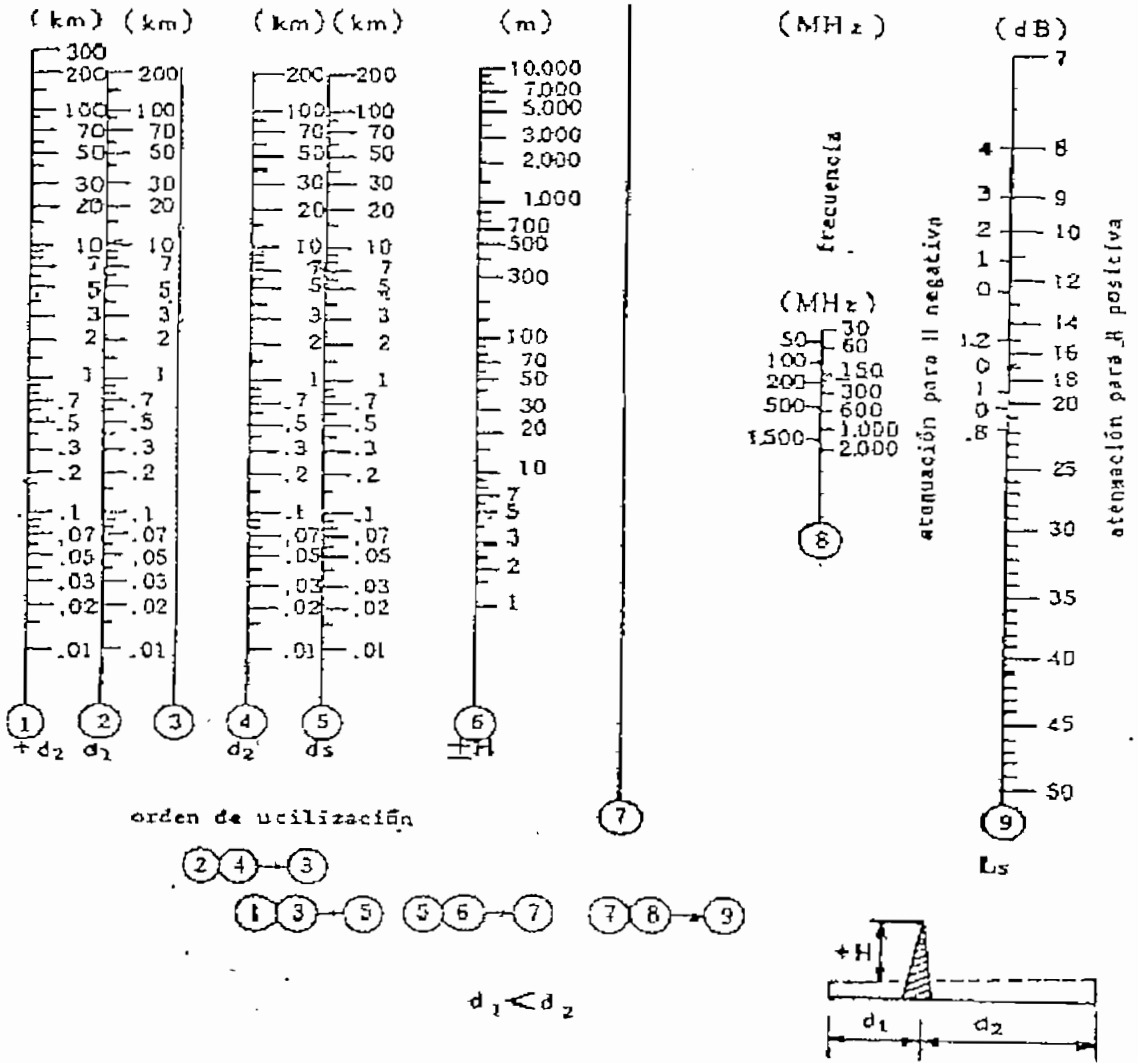 (km) (km) (km) (km) (m) (MHz) (dB)
300
200 200 200 200
100 100 100 100
70 70 70 70
50 50 50 50
30 30 30 30
20 20 20 20
10 10 10 10
7 7 7 7
5 5 5 5
3 3 3 3
2 2 2 2
1 1 1 1
.7 .7 .7 .7
.5 .5 .5 .5
.3 .3 .3 .3
.2 .2 .2 .2
.1 .1 .1 .1
.07 .07 .07 .07
.05 .05 .05 .05
.03 .03 .03 .03
.02 .02 .02 .02
.01 .01 .01 .01
10.000
7.000
5.000
3.000
2.000
1.000
700
500
300
100
70
50
30
20
10
7
5
3
2
1
frecuencia
(MHz)
50 30
100 60
200 150
500 300
1.500 600
1.000
2.000
atenuación para H negativa
4
3
2
1
0
7
8
9
10
12
14
16
18
20
25
30
35
40
45
50
atenuación para H positiva
1 2 3 4 5 6 7 8 9
+d2 d1 d2 ds ±H Ls
orden de utilización
2 4 → 3
1 3 → 5 5 6 → 7 7 8 → 9
d1 < d2
+H
d1 d2